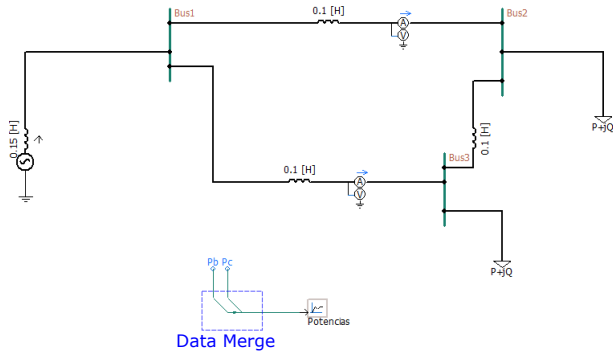 Bus1
0.1 [H]
A
V
Bus2
0.15 [H]
P+jQ
0.1 [H]
Bus3
0.1 [H]
A
V
P+jQ
Pb Pc
Potencias
Data Merge